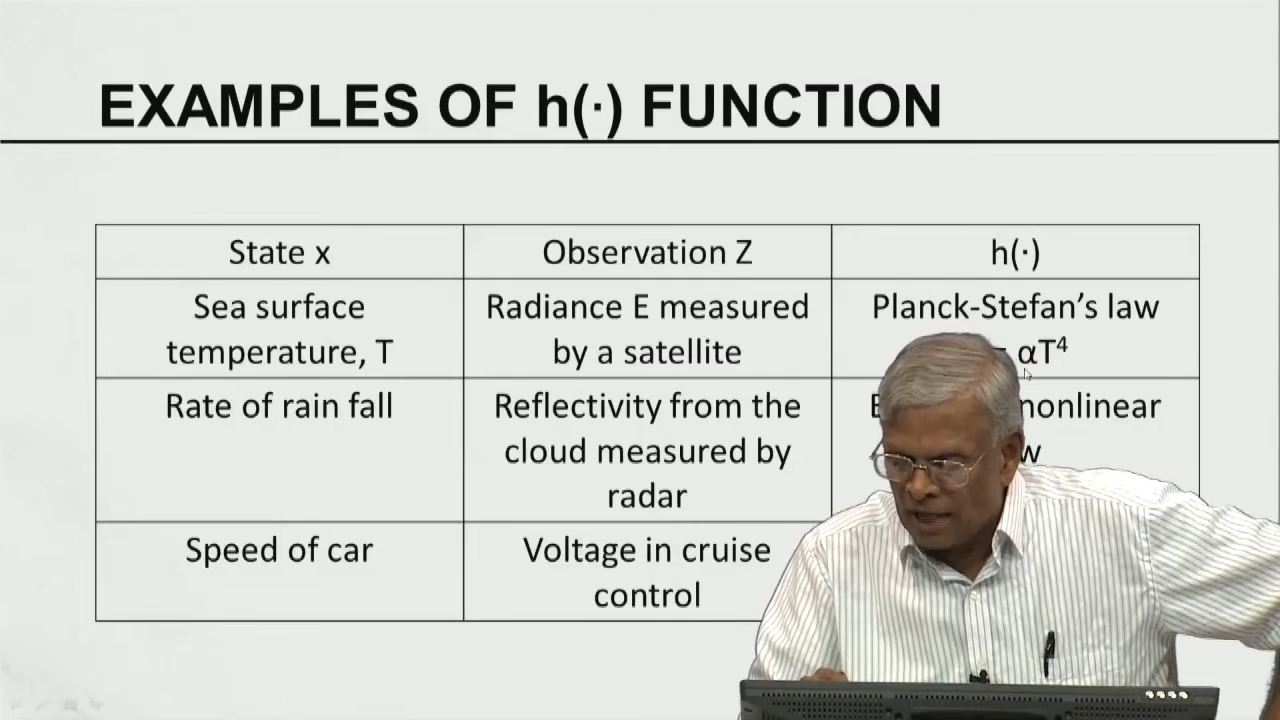 EXAMPLES OF h(·) FUNCTION
State x
Observation Z
h(·)
Sea surface
temperature, T
Radiance E measured
by a satellite
Planck-Stefan's law
αT⁴
Rate of rain fall
Reflectivity from the
cloud measured by
radar
nonlinear
Speed of car
Voltage in cruise
control